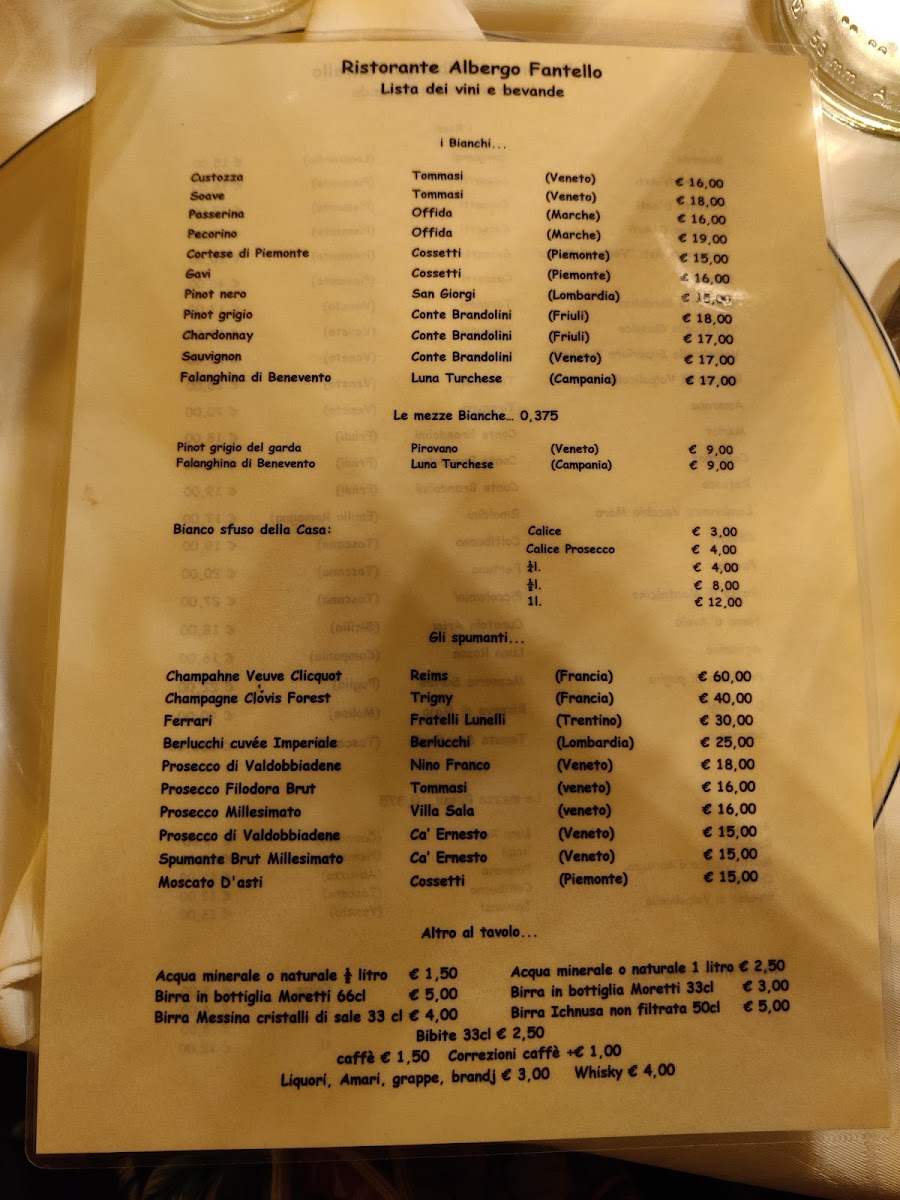 Ristorante Albergo Fantello
Lista dei vini e bevande
i Bianchi...
Custozza Tommasi (Veneto) € 16,00
Soave Tommasi (Veneto) € 18,00
Passerina Offida (Marche) € 16,00
Pecorino Offida (Marche) € 19,00
Cortese di Piemonte Cossetti (Piemonte) € 15,00
Gavi Cossetti (Piemonte) € 16,00
Pinot nero San Giorgi (Lombardia) € 15,00
Pinot grigio Conte Brandolini (Friuli) € 18,00
Chardonnay Conte Brandolini (Friuli) € 17,00
Sauvignon Conte Brandolini (Veneto) € 17,00
Falanghina di Benevento Luna Turchese (Campania) € 17,00
Le mezze Bianche... 0,375
Pinot grigio del garda Pirovano (Veneto) € 9,00
Falanghina di Benevento Luna Turchese (Campania) € 9,00
Bianco sfuso della Casa: Calice € 3,00
Calice Prosecco € 4,00
¼l. € 4,00
½l. € 8,00
1l. € 12,00
Gli spumanti...
Champahne Veuve Clicquot Reims (Francia) € 60,00
Champagne Clòvis Forest Trigny (Francia) € 40,00
Ferrari Fratelli Lunelli (Trentino) € 30,00
Berlucchi cuvée Imperiale Berlucchi (Lombardia) € 25,00
Prosecco di Valdobbiadene Nino Franco (Veneto) € 18,00
Prosecco Filodora Brut Tommasi (veneto) € 16,00
Prosecco Millesimato Villa Sala (veneto) € 16,00
Prosecco di Valdobbiadene Ca' Ernesto (Veneto) € 15,00
Spumante Brut Millesimato Ca' Ernesto (Veneto) € 15,00
Moscato D'asti Cossetti (Piemonte) € 15,00
Altro al tavolo...
Acqua minerale o naturale ½ litro € 1,50 Acqua minerale o naturale 1 litro € 2,50
Birra in bottiglia Moretti 66cl € 5,00 Birra in bottiglia Moretti 33cl € 3,00
Birra Messina cristalli di sale 33 cl € 4,00 Birra Ichnusa non filtrata 50cl € 5,00
Bibite 33cl € 2,50
caffè € 1,50 Correzioni caffè +€ 1,00
Liquori, Amari, grappe, brandj € 3,00 Whisky € 4,00